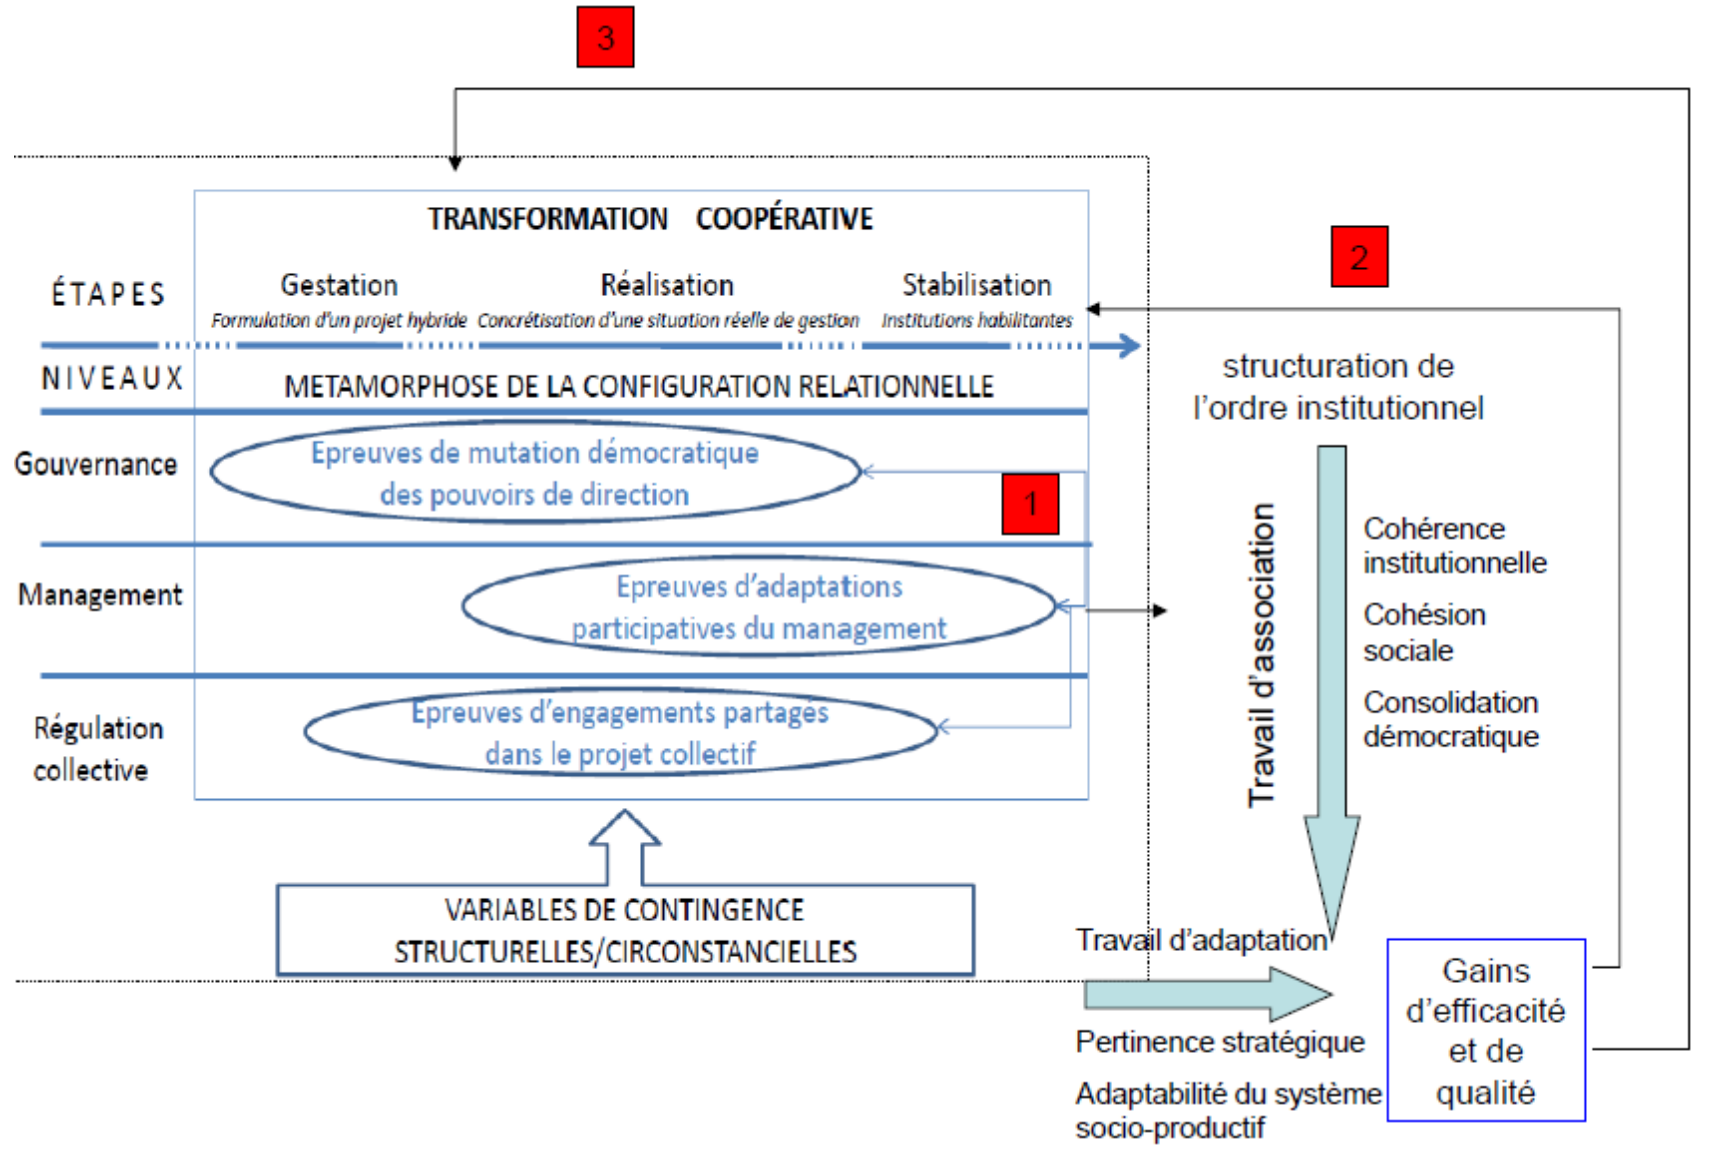 3
TRANSFORMATION COOPÉRATIVE
2
ÉTAPES
Gestation
Réalisation
Stabilisation
Formulation d'un projet hybride
Concrétisation d'une situation réelle de gestion
Institutions habilitantes
structuration de
l'ordre institutionnel
NIVEAUX
METAMORPHOSE DE LA CONFIGURATION RELATIONNELLE
Gouvernance
Epreuves de mutation démocratique
des pouvoirs de direction
1
Management
Epreuves d'adaptations
participatives du management
Régulation
collective
Epreuves d'engagements partagés
dans le projet collectif
Travail d'association
Cohérence
institutionnelle
Cohésion
sociale
Consolidation
démocratique
VARIABLES DE CONTINGENCE
STRUCTURELLES/CIRCONSTANCIELLES
Travail d'adaptation
Pertinence stratégique
Adaptabilité du système
socio-productif
Gains
d'efficacité
et de
qualité